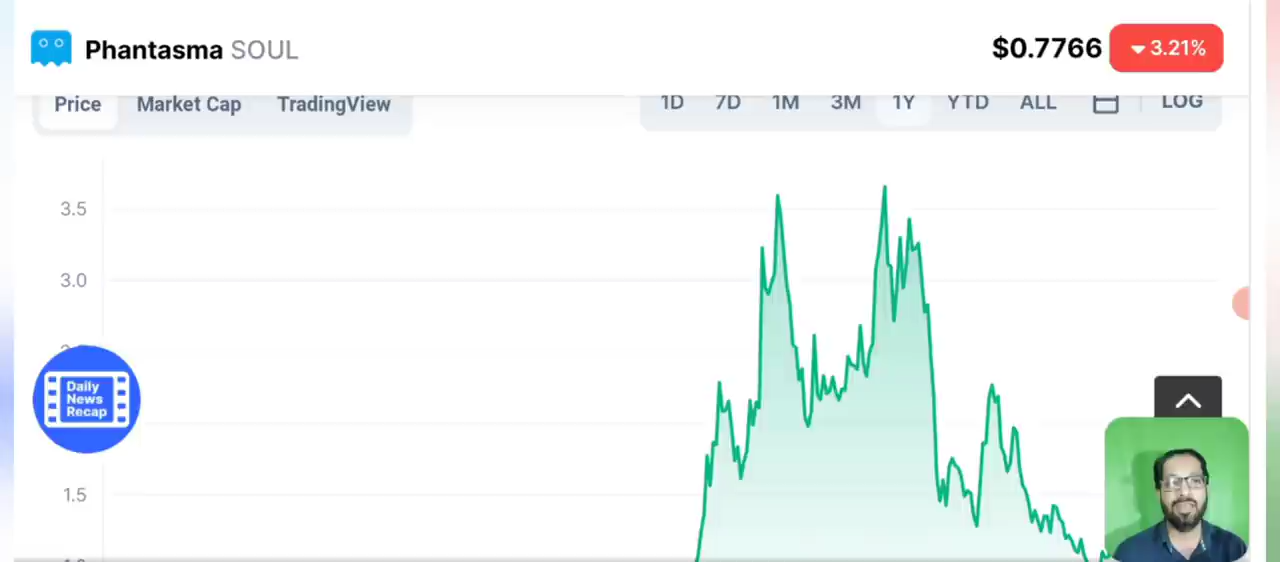 Phantasma SOUL
$0.7766 3.21%
Price Market Cap TradingView
1D 7D 1M 3M 1Y YTD ALL LOG
3.5
3.0
Daily
News
Recap
1.5